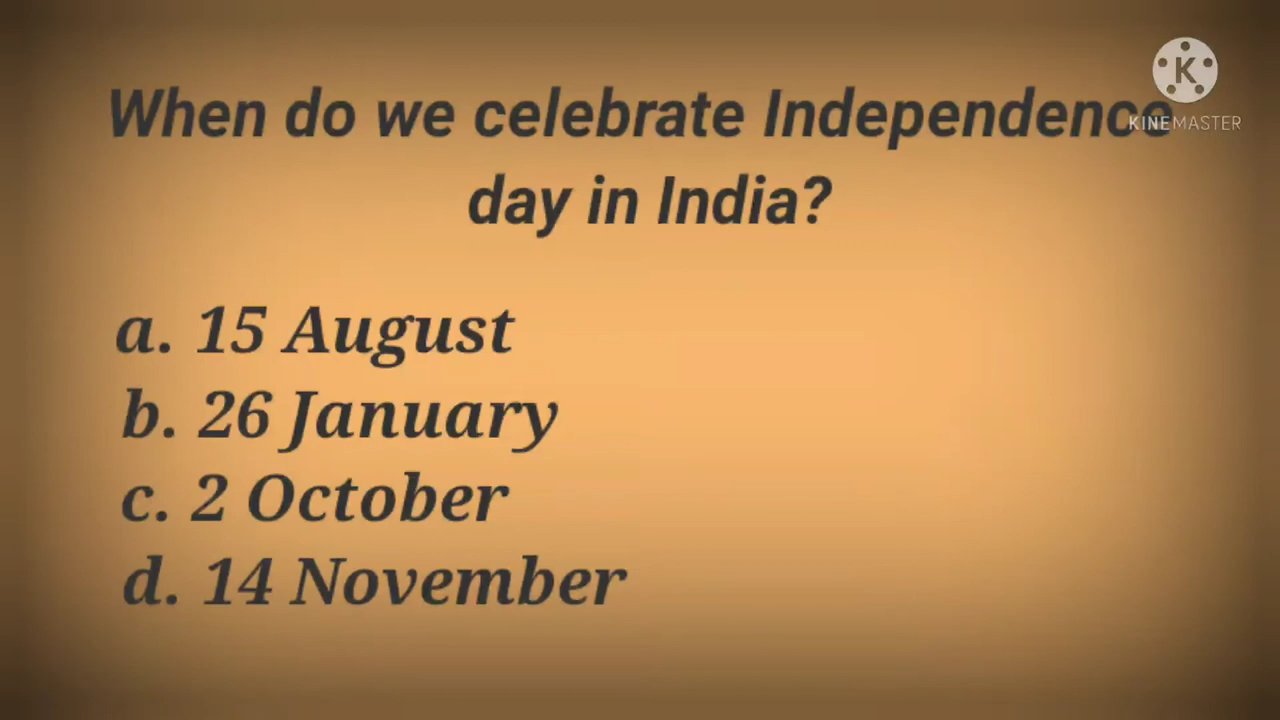 When do we celebrate Independence
KINEMASTER
day in India?
a. 15 August
b. 26 January
c. 2 October
d. 14 November